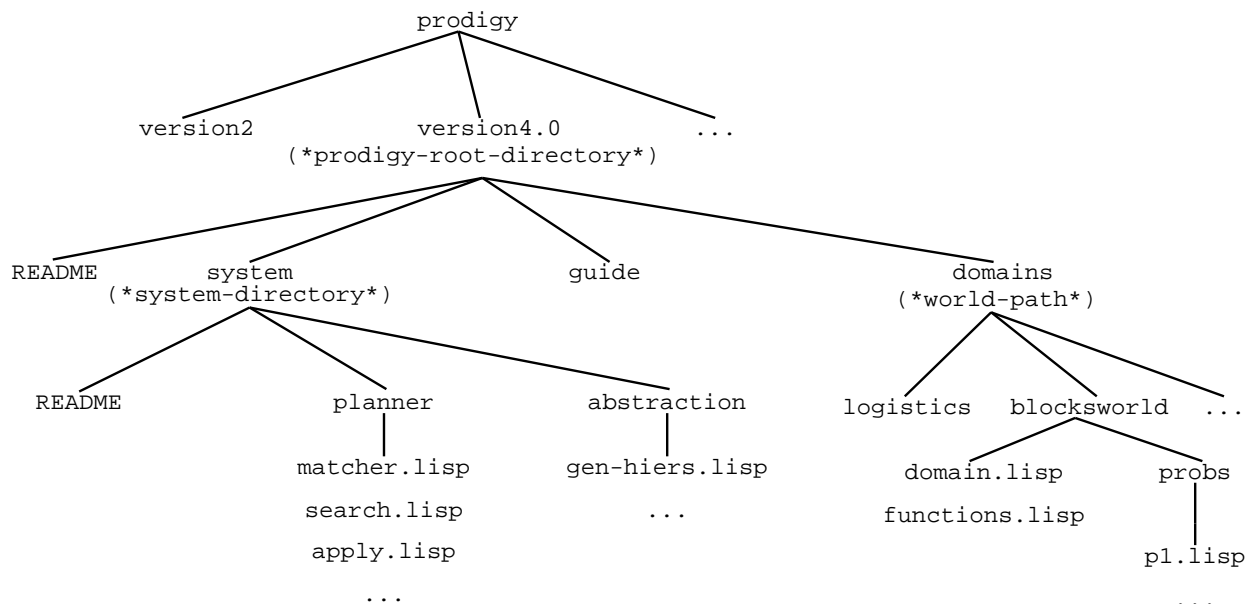 prodigy
version2 version4.0 ...
(*prodigy-root-directory*)
README system guide domains
(*system-directory*) (*world-path*)
README planner abstraction logistics blocksworld ...
matcher.lisp gen-hiers.lisp domain.lisp probs
search.lisp ... functions.lisp
apply.lisp p1.lisp
... ...